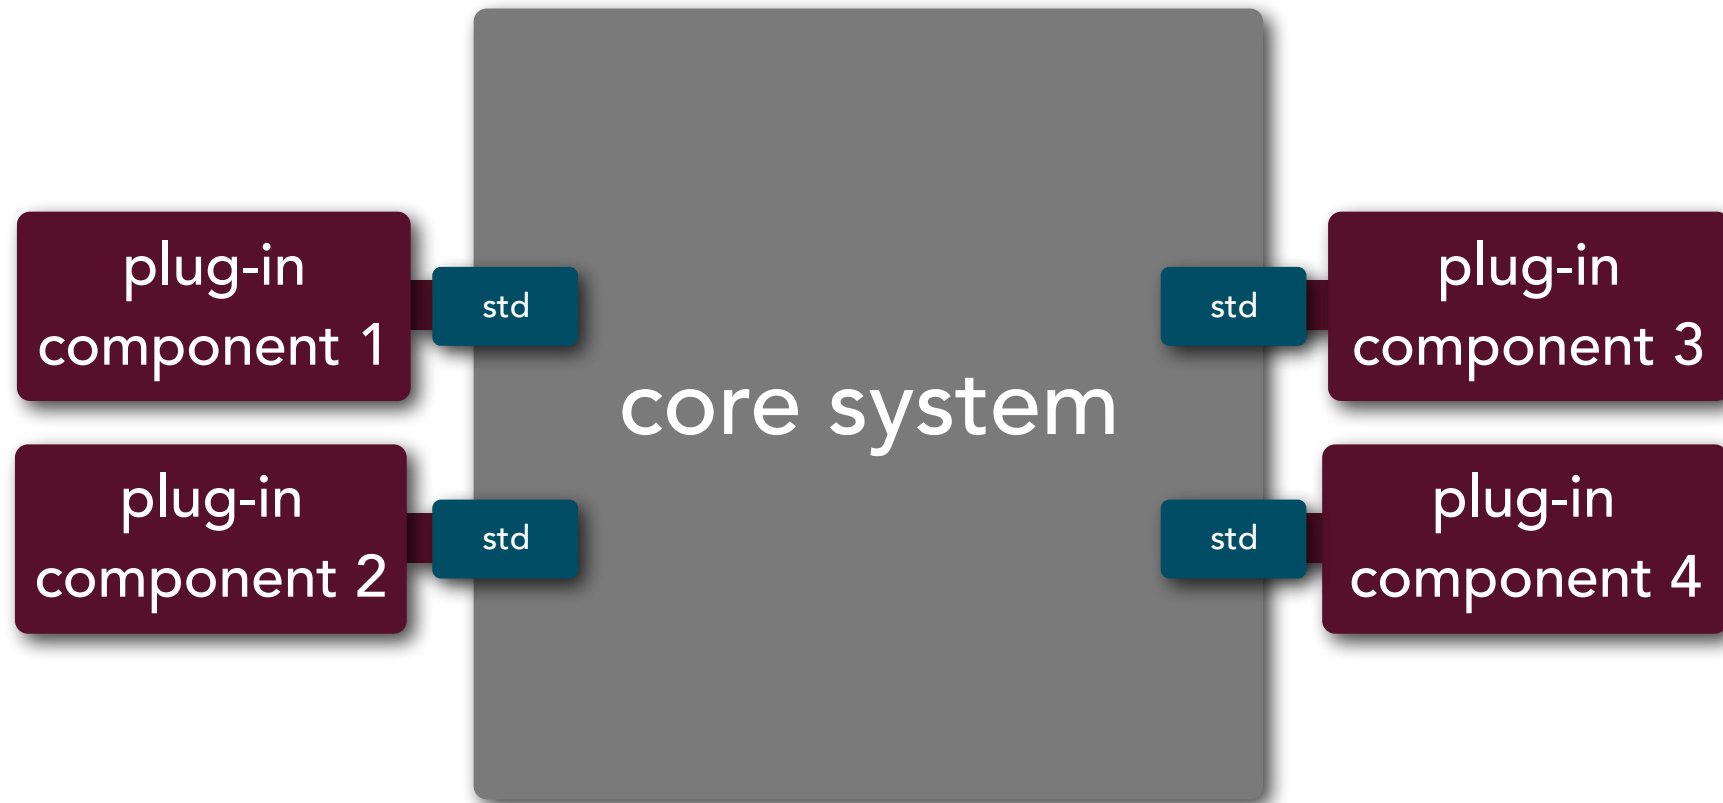 plug-in
component 1
std
plug-in
component 2
std
core system
std
plug-in
component 3
std
plug-in
component 4